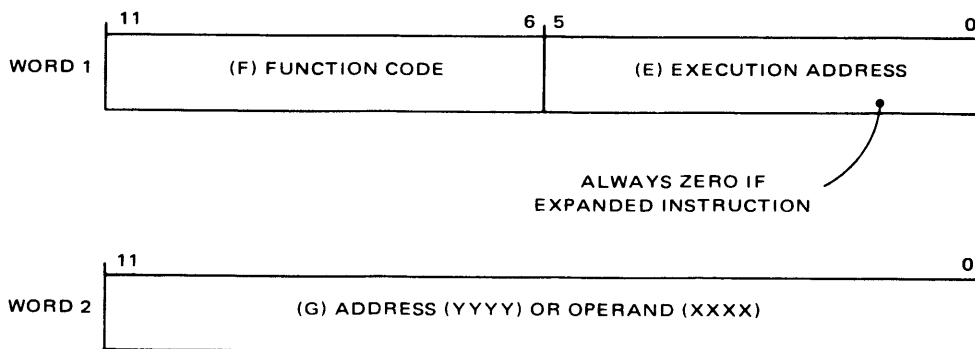 11 6 5 0
WORD 1 (F) FUNCTION CODE (E) EXECUTION ADDRESS
ALWAYS ZERO IF
EXPANDED INSTRUCTION
11 0
WORD 2 (G) ADDRESS (YYYY) OR OPERAND (XXXX)